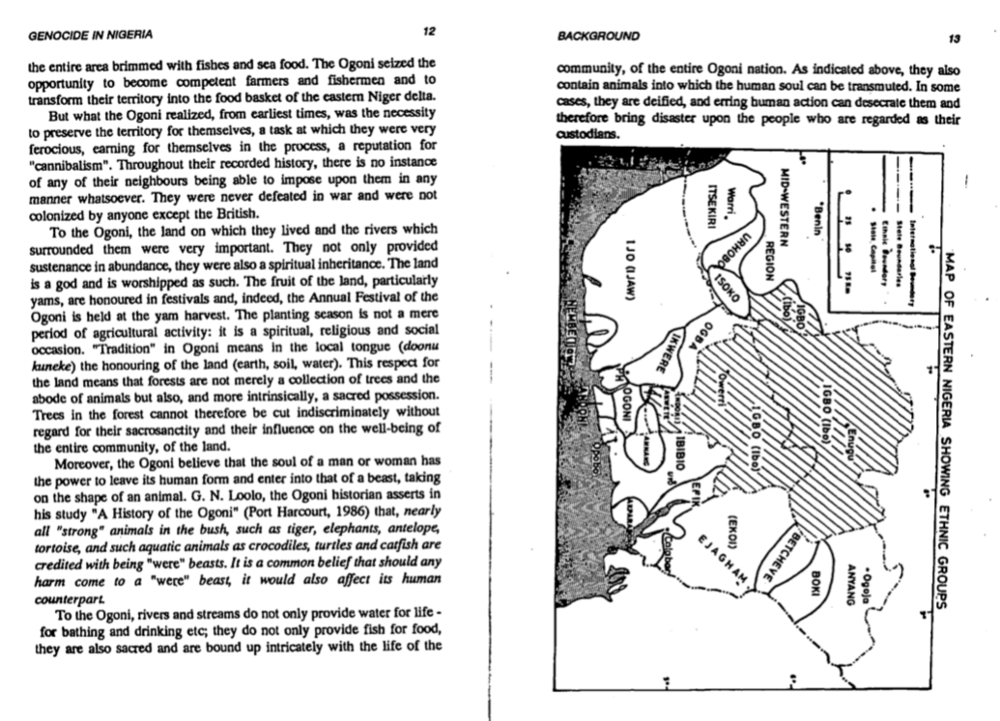 GENOCIDE IN NIGERIA
12
the entire area brimmed with fishes and sea food. The Ogoni seized the
opportunity to become competent farmers and fishermen and to
transform their territory into the food basket of the eastern Niger delta.
But what the Ogoni realized, from earliest times, was the necessity
to preserve the territory for themselves, a task at which they were very
ferocious, earning for themselves in the process, a reputation for
"cannibalism". Throughout their recorded history, there is no instance
of any of their neighbours being able to impose upon them in any
manner whatsoever. They were never defeated in war and were not
colonized by anyone except the British.
To the Ogoni, the land on which they lived and the rivers which
surrounded them were very important. They not only provided
sustenance in abundance, they were also a spiritual inheritance. The land
is a god and is worshipped as such. The fruit of the land, particularly
yams, are honoured in festivals and, indeed, the Annual Festival of the
Ogoni is held at the yam harvest. The planting season is not a mere
period of agricultural activity: it is a spiritual, religious and social
occasion. "Tradition" in Ogoni means in the local tongue (doonu
kuneke) the honouring of the land (earth, soil, water). This respect for
the land means that forests are not merely a collection of trees and the
abode of animals but also, and more intrinsically, a sacred possession.
Trees in the forest cannot therefore be cut indiscriminately without
regard for their sacrosanctity and their influence on the well-being of
the entire community, of the land.
Moreover, the Ogoni believe that the soul of a man or woman has
the power to leave its human form and enter into that of a beast, taking
on the shape of an animal. G. N. Loolo, the Ogoni historian asserts in
his study "A History of the Ogoni" (Port Harcourt, 1986) that, nearly
all "strong" animals in the bush, such as tiger, elephants, antelope,
tortoise, and such aquatic animals as crocodiles, turtles and catfish are
credited with being "were" beasts. It is a common belief that should any
harm come to a "were" beast, it would also affect its human
counterpart.
To the Ogoni, rivers and streams do not only provide water for life -
for bathing and drinking etc; they do not only provide fish for food,
they are also sacred and are bound up intricately with the life of the
BACKGROUND
13
community, of the entire Ogoni nation. As indicated above, they also
contain animals into which the human soul can be transmuted. In some
cases, they are deified, and erring human action can desecrate them and
therefore bring disaster upon the people who are regarded as their
custodians.
MAP OF EASTERN NIGERIA SHOWING ETHNIC GROUPS
International Boundary
State Boundaries
Ethnic Boundary
State Capital
0 25 50 75 Km
Benin
MID-WESTERN
REGION
Warri
ITSEKIRI
URHOBO
ISOKO
IJO (IJAW)
IGBO
(Ibo)
OGBA
IKWERE
IGBO (Ibo)
Enugu
IGBO (Ibo)
Owerri
PH
OGONI
NEMBE (Ijaw)
ANDONI
Opobo
ANNANG
IBIBIO
Uyo
EFIK
Calabar
(EKOI)
EJAGHAM
BETCHEVE
BOKI
Ogoja
ANYANG